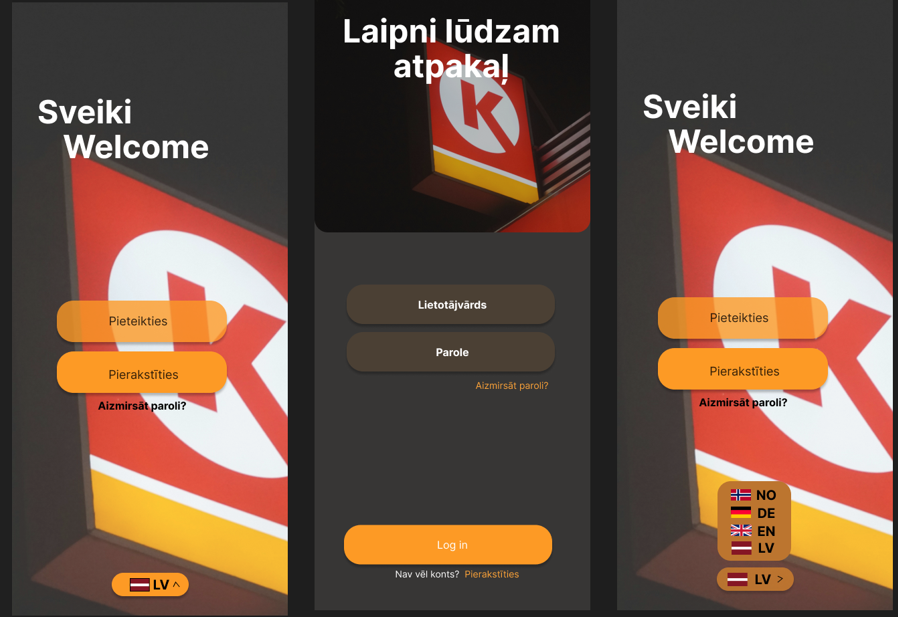 Sveiki
Welcome
Pieteikties
Pierakstīties
Aizmirsāt paroli?
LV
Laipni lūdzam
atpakaļ
K
Lietotājvārds
Parole
Aizmirsāt paroli?
Log in
Nav vēl konts? Pierakstīties
Sveiki
Welcome
Pieteikties
Pierakstīties
Aizmirsāt paroli?
NO
DE
EN
LV
LV >